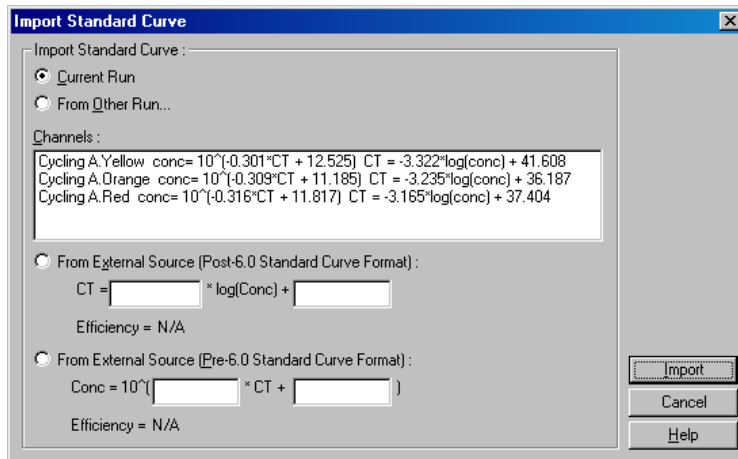 Import Standard Curve
Import Standard Curve :
Current Run
From Other Run...
Channels :
Cycling A.Yellow conc= 10^(-0.301*CT + 12.525) CT = -3.322*log(conc) + 41.608
Cycling A.Orange conc= 10^(-0.309*CT + 11.185) CT = -3.235*log(conc) + 36.187
Cycling A.Red conc= 10^(-0.316*CT + 11.817) CT = -3.165*log(conc) + 37.404
From External Source (Post-6.0 Standard Curve Format) :
CT = * log(Conc) +
Efficiency = N/A
From External Source (Pre-6.0 Standard Curve Format) :
Conc = 10^( * CT + )
Efficiency = N/A
Import
Cancel
Help